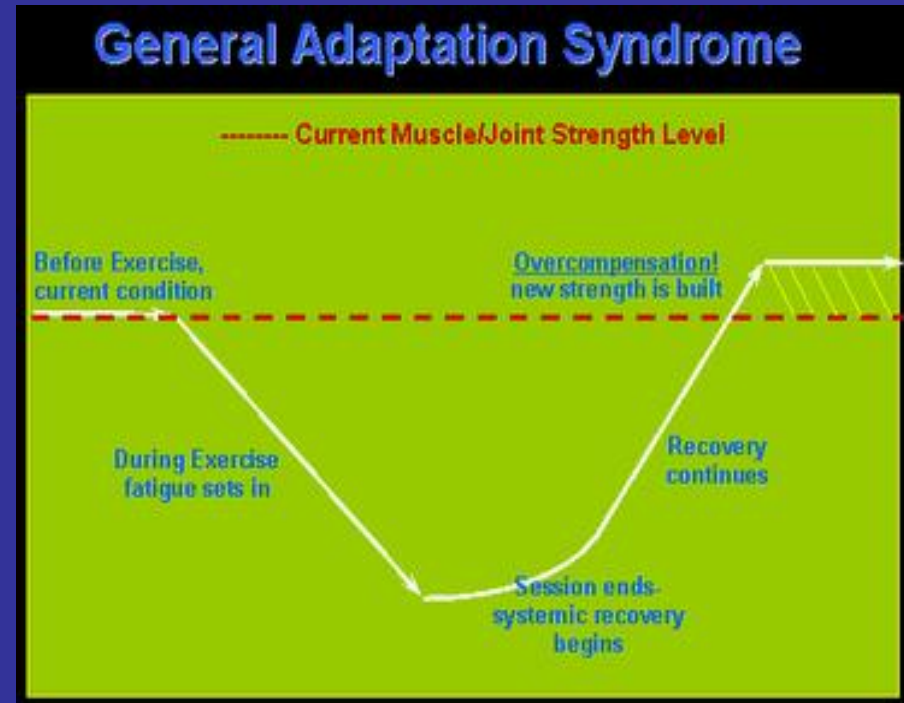 General Adaptation Syndrome
-------- Current Muscle/Joint Strength Level
Before Exercise,
current condition
Overcompensation!
new strength is built
During Exercise
fatigue sets in
Recovery
continues
Session ends-
systemic recovery
begins